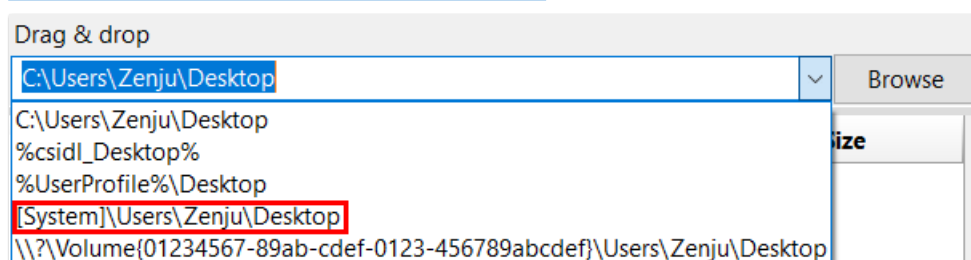 Drag & drop
C:\Users\Zenju\Desktop
Browse
C:\Users\Zenju\Desktop
%csidl_Desktop%
%UserProfile%\Desktop
[System]\Users\Zenju\Desktop
\\?\Volume{01234567-89ab-cdef-0123-456789abcdef}\Users\Zenju\Desktop